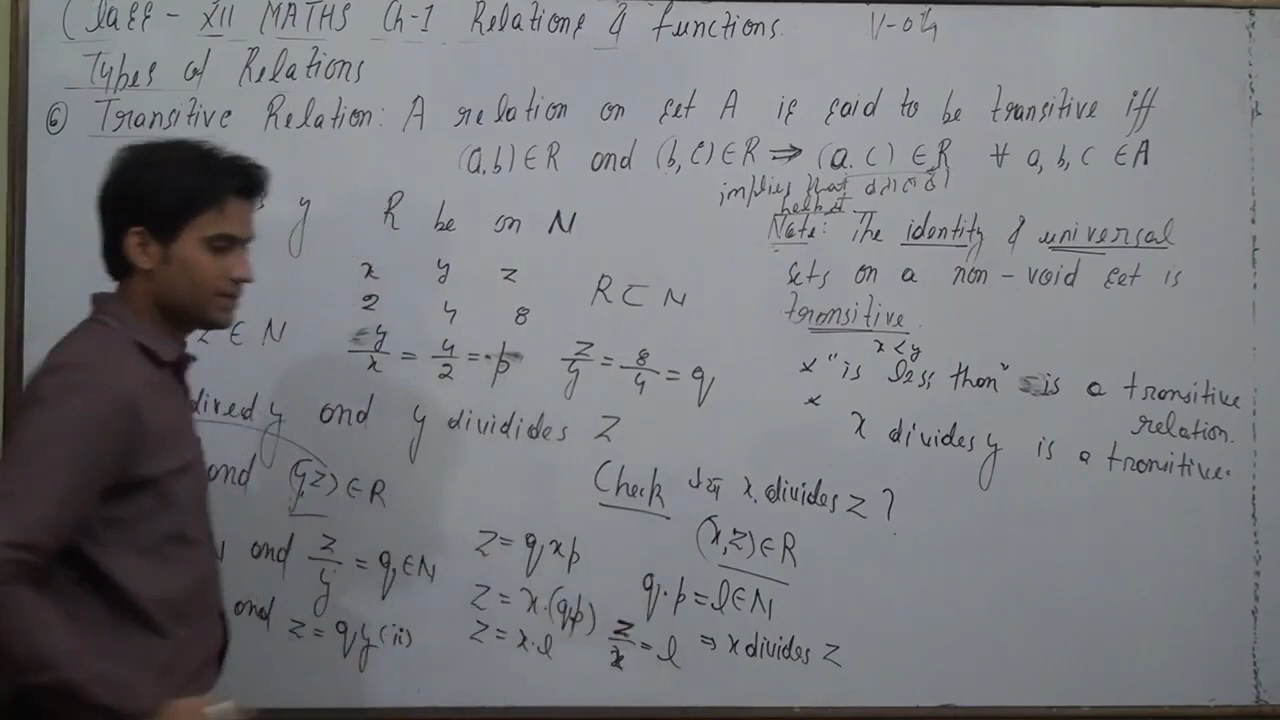 Class - XII MATHS Ch-1 Relations & functions. V-04
Types of Relations
⑥ Transitive Relation: A relation on set A is said to be transitive iff
(a,b)∈R and (b,c)∈R ⇒ (a,c)∈R ∀ a,b,c ∈A
implies that
y R be on N
Note: The identity & universal
sets on a non-void set is
transitive
x y z
2 4 8 R⊂N
∈ N
y/x = 4/2 = p z/y = 8/4 = q
x<y
× "is less than" is a transitive
relation.
× x divides y is a transitive.
y and y dividides z
and (y,z)∈R
Check x divides z?
(x,z)∈R
and z/y = q∈N z = q x p
q.p = l∈N
and z = qy (ii) z = x.(qp)
z = x.l z/x = l ⇒ x divides z